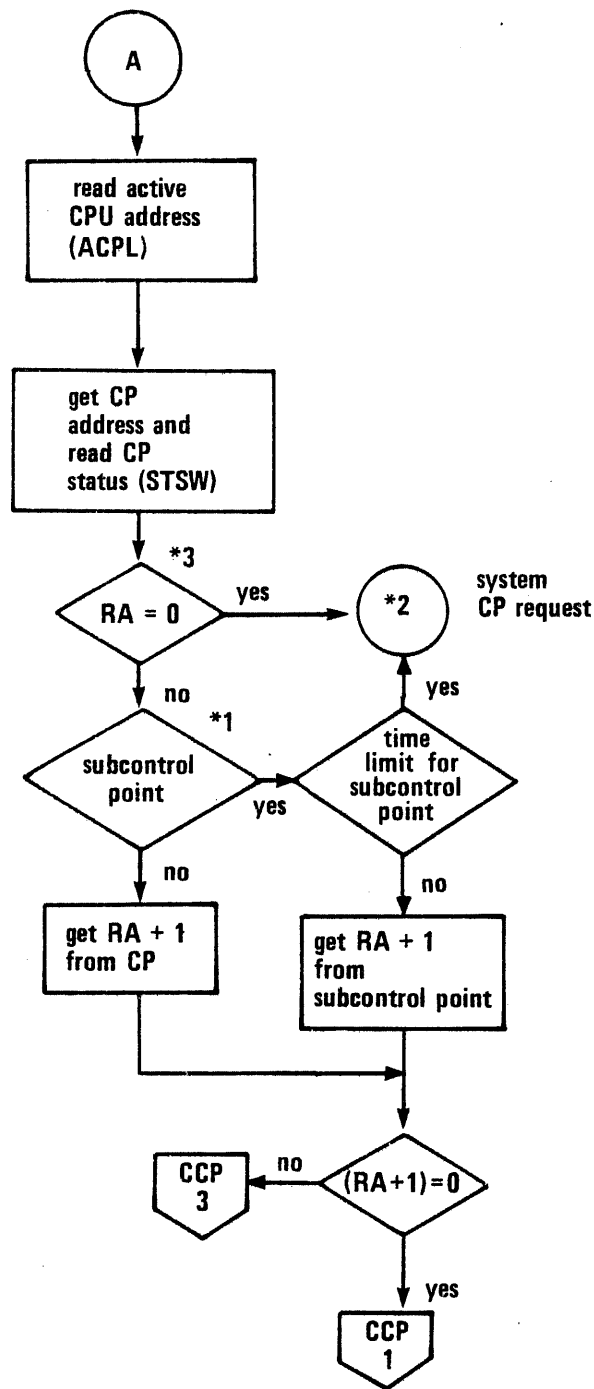 A
read active
CPU address
(ACPL)
get CP
address and
read CP
status (STSW)
*3
RA = 0
yes
*2
system
CP request
no
yes
*1
subcontrol
point
yes
time
limit for
subcontrol
point
no
no
get RA + 1
from CP
get RA + 1
from
subcontrol point
(RA+1)=0
no
CCP
3
yes
CCP
1